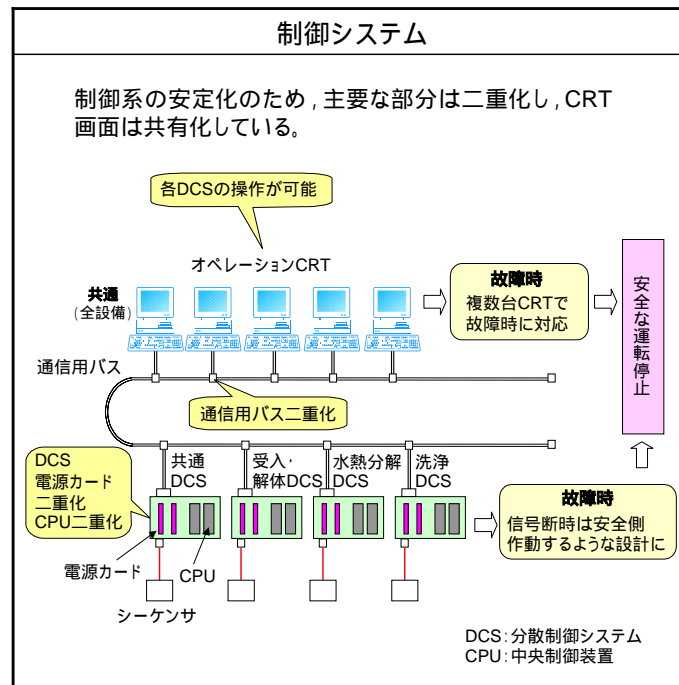 制御システム
制御系の安定化のため,主要な部分は二重化し,CRT
画面は共有化している。
各DCSの操作が可能
オペレーションCRT
共通
(全設備)
故障時
複数台CRTで
故障時に対応
安全な運転停止
通信用バス
通信用バス二重化
DCS
電源カード
二重化
CPU二重化
共通
DCS
受入・
解体DCS
水熱分解
DCS
洗浄
DCS
故障時
信号断時は安全側
作動するような設計に
電源カード
CPU
シーケンサ
DCS:分散制御システム
CPU:中央制御装置